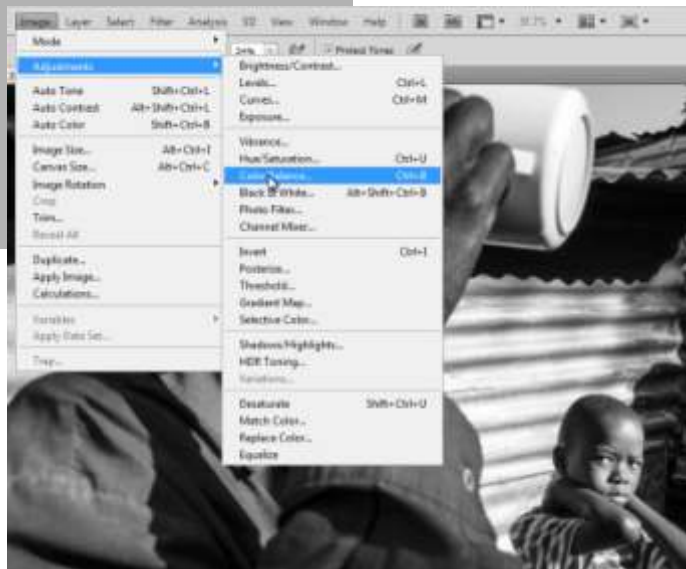 Image Layer Select Filter Analysis 3D View Window Help
Protect Tones
Mode
Adjustments
Auto Tone Shift+Ctrl+L
Auto Contrast Alt+Shift+Ctrl+L
Auto Color Shift+Ctrl+B
Image Size... Alt+Ctrl+I
Canvas Size... Alt+Ctrl+C
Image Rotation
Crop
Trim...
Reveal All
Duplicate...
Apply Image...
Calculations...
Variables
Apply Data Set...
Trap...
Brightness/Contrast...
Levels... Ctrl+L
Curves... Ctrl+M
Exposure...
Vibrance...
Hue/Saturation... Ctrl+U
Color Balance... Ctrl+B
Black & White... Alt+Shift+Ctrl+B
Photo Filter...
Channel Mixer...
Invert Ctrl+I
Posterize...
Threshold...
Gradient Map...
Selective Color...
Shadows/Highlights...
HDR Toning...
Variations...
Desaturate Shift+Ctrl+U
Match Color...
Replace Color...
Equalize